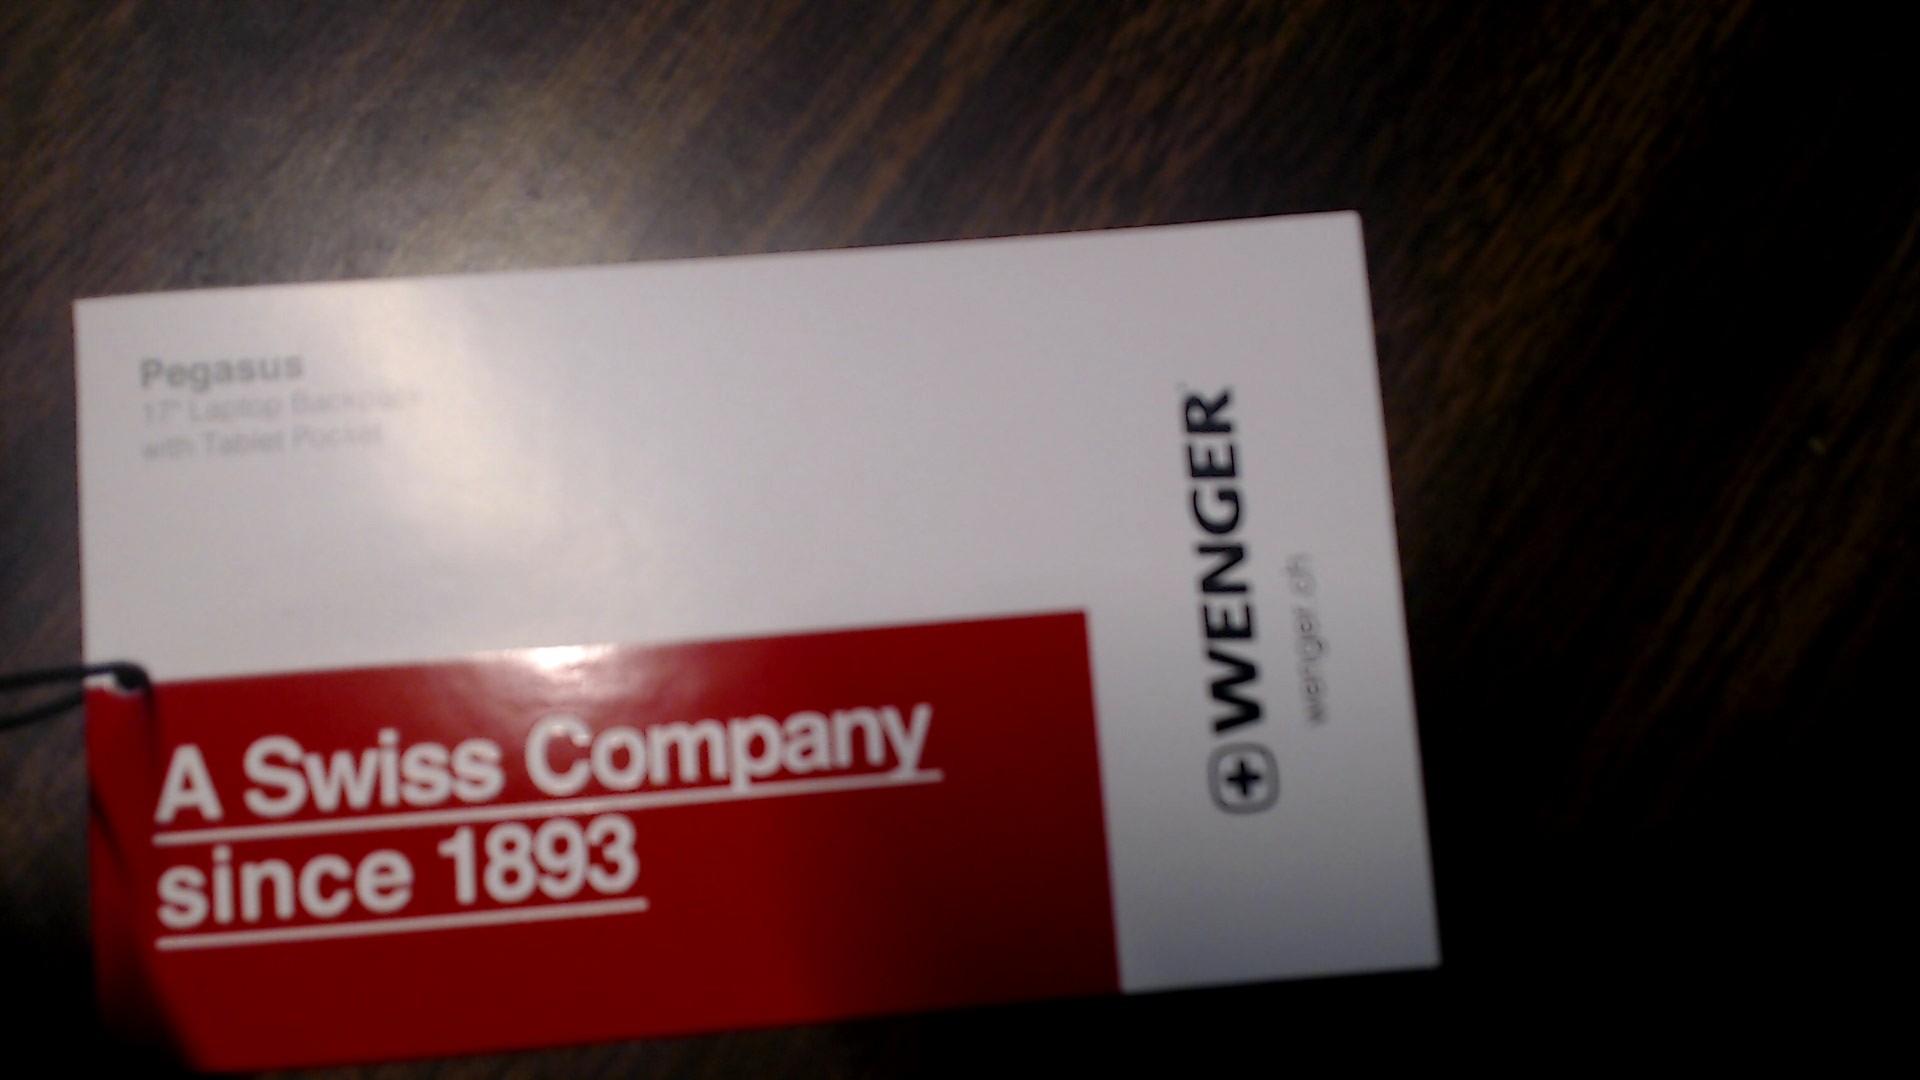 Pegasus
17" Laptop Backpack
with Tablet Pocket
A Swiss Company
since 1893
WENGER
wenger.ch